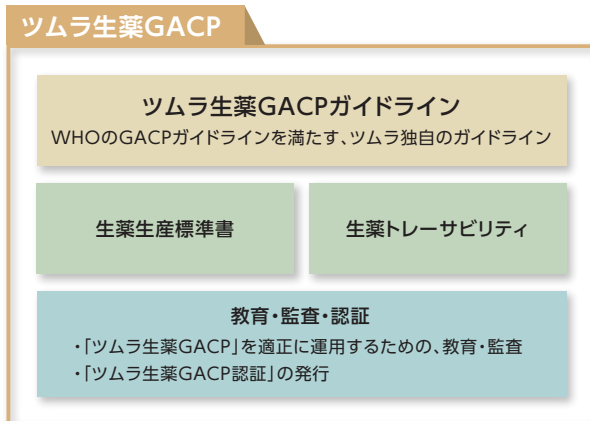 ツムラ生薬GACP
ツムラ生薬GACPガイドライン
WHOのGACPガイドラインを満たす、ツムラ独自のガイドライン
生薬生産標準書
生薬トレーサビリティ
教育・監査・認証
・「ツムラ生薬GACP」を適正に運用するための、教育・監査
・「ツムラ生薬GACP認証」の発行